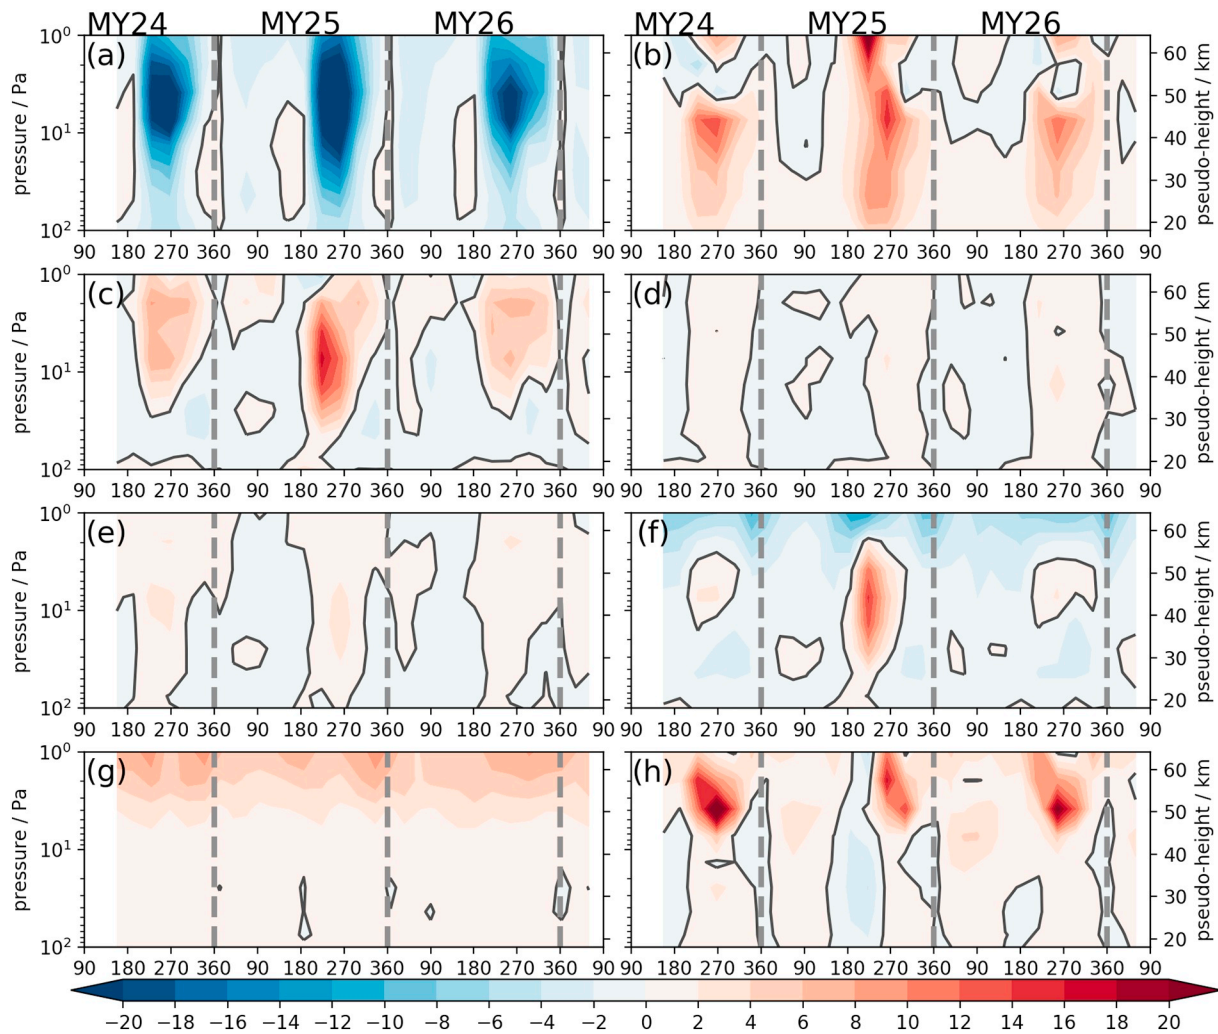 MY24 MY25 MY26 MY24 MY25 MY26
(a) (b)
10⁰ 10¹ 10² pressure / Pa
60 50 40 30 20 pseudo-height / km
90 180 270 360 90 180 270 360 90 180 270 360 90 180 270 360 90 180 270 360 90 180 270 360 90
(c) (d)
10⁰ 10¹ 10² pressure / Pa
60 50 40 30 20 pseudo-height / km
90 180 270 360 90 180 270 360 90 180 270 360 90 180 270 360 90 180 270 360 90 180 270 360 90
(e) (f)
10⁰ 10¹ 10² pressure / Pa
60 50 40 30 20 pseudo-height / km
90 180 270 360 90 180 270 360 90 180 270 360 90 180 270 360 90 180 270 360 90 180 270 360 90
(g) (h)
10⁰ 10¹ 10² pressure / Pa
60 50 40 30 20 pseudo-height / km
90 180 270 360 90 180 270 360 90 180 270 360 90 180 270 360 90 180 270 360 90 180 270 360 90
−20 −18 −16 −14 −12 −10 −8 −6 −4 −2 0 2 4 6 8 10 12 14 16 18 20